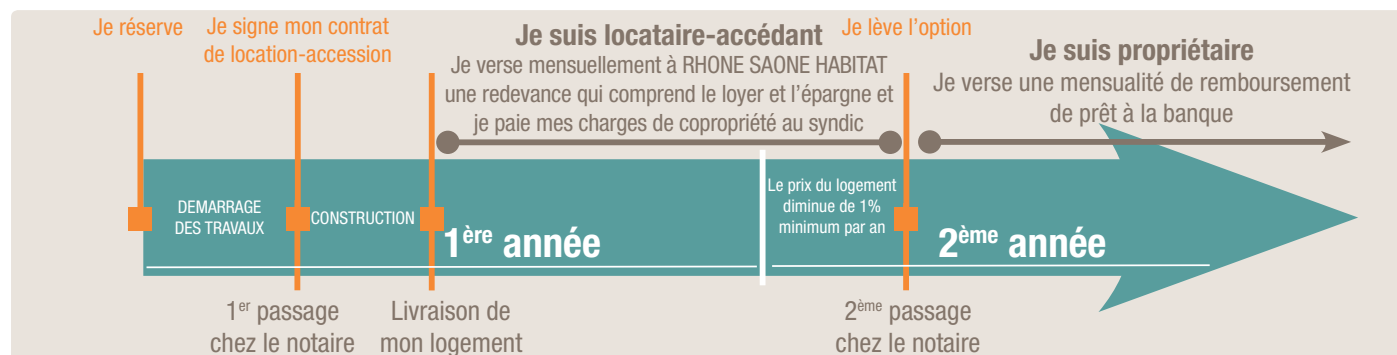 Je réserve
Je signe mon contrat
de location-accession
Je suis locataire-accédant
Je verse mensuellement à RHONE SAONE HABITAT
une redevance qui comprend le loyer et l'épargne et
je paie mes charges de copropriété au syndic
Je lève l'option
Je suis propriétaire
Je verse une mensualité de remboursement
de prêt à la banque
DEMARRAGE
DES TRAVAUX
CONSTRUCTION
1ère année
Le prix du logement
diminue de 1%
minimum par an
2ème année
1er passage
chez le notaire
Livraison de
mon logement
2ème passage
chez le notaire